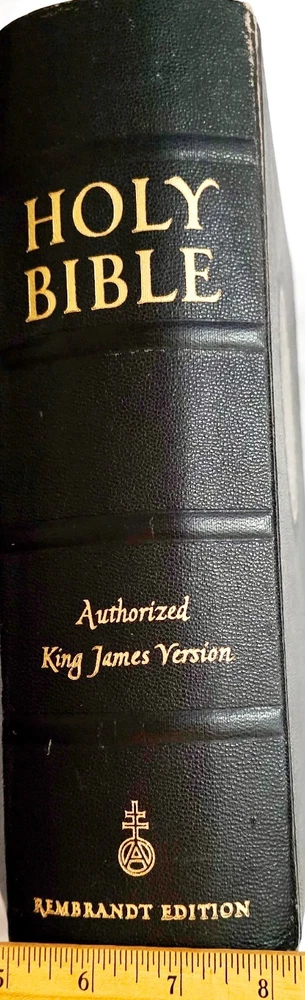 HOLY
BIBLE
Authorized
King James Version
A
REMBRANDT EDITION
5 6 7 8